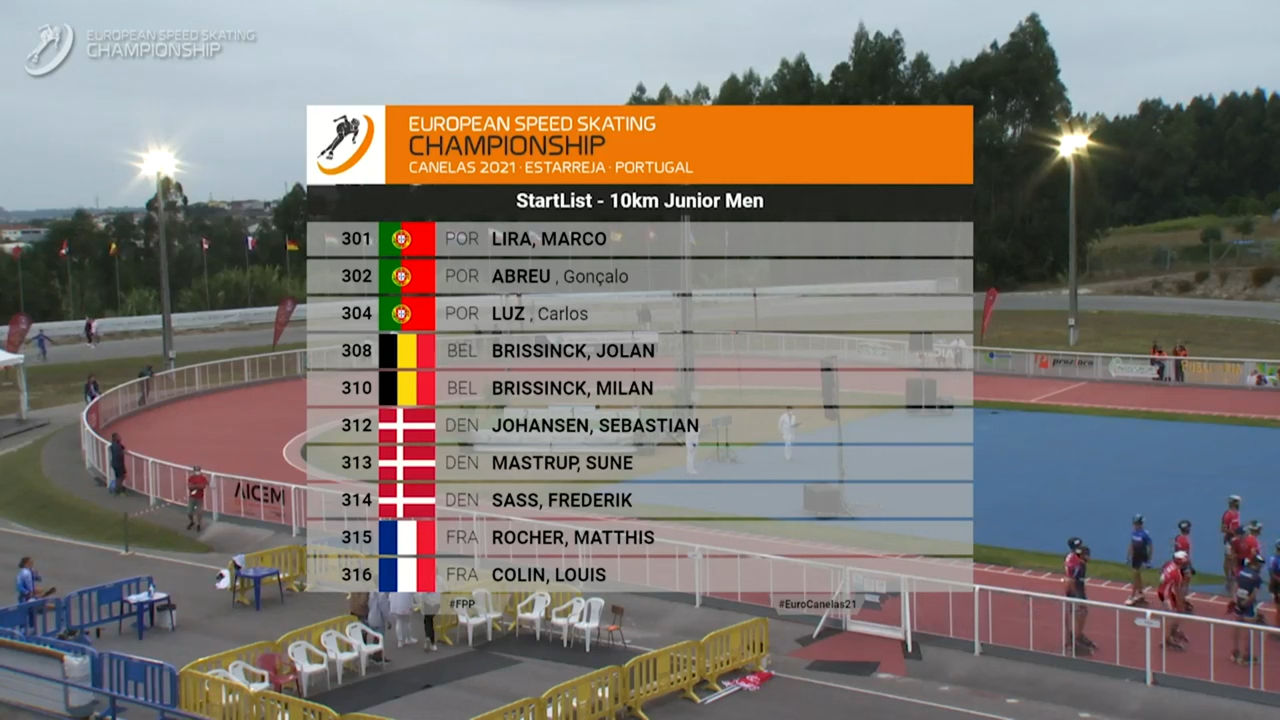 EUROPEAN SPEED SKATING
CHAMPIONSHIP
EUROPEAN SPEED SKATING
CHAMPIONSHIP
CANELAS 2021 · ESTARREJA · PORTUGAL
StartList - 10km Junior Men
301 POR LIRA, MARCO
302 POR ABREU , Gonçalo
304 POR LUZ , Carlos
308 BEL BRISSINCK, JOLAN
310 BEL BRISSINCK, MILAN
312 DEN JOHANSEN, SEBASTIAN
313 DEN MASTRUP, SUNE
314 DEN SASS, FREDERIK
315 FRA ROCHER, MATTHIS
316 FRA COLIN, LOUIS
#FPP #EuroCanelas21